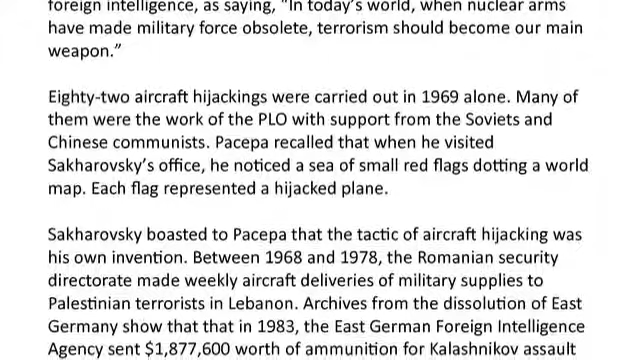 foreign intelligence, as saying, “In today’s world, when nuclear arms
have made military force obsolete, terrorism should become our main
weapon.”
Eighty-two aircraft hijackings were carried out in 1969 alone. Many of
them were the work of the PLO with support from the Soviets and
Chinese communists. Pacepa recalled that when he visited
Sakharovsky’s office, he noticed a sea of small red flags dotting a world
map. Each flag represented a hijacked plane.
Sakharovsky boasted to Pacepa that the tactic of aircraft hijacking was
his own invention. Between 1968 and 1978, the Romanian security
directorate made weekly aircraft deliveries of military supplies to
Palestinian terrorists in Lebanon. Archives from the dissolution of East
Germany show that that in 1983, the East German Foreign Intelligence
Agency sent $1,877,600 worth of ammunition for Kalashnikov assault